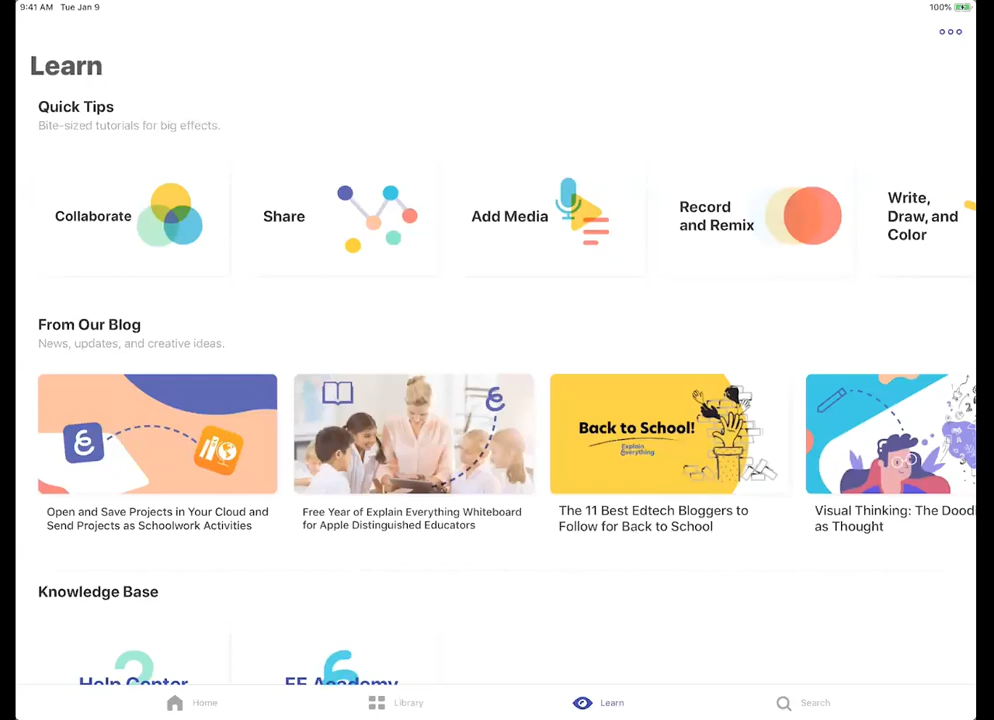 9:41 AM Tue Jan 9
100%
Learn
Quick Tips
Bite-sized tutorials for big effects.
Collaborate
Share
Add Media
Record
and Remix
Write,
Draw, and
Color
From Our Blog
News, updates, and creative ideas.
Back to School!
Explain
Everything
Open and Save Projects in Your Cloud and
Send Projects as Schoolwork Activities
Free Year of Explain Everything Whiteboard
for Apple Distinguished Educators
The 11 Best Edtech Bloggers to
Follow for Back to School
Visual Thinking: The Dood
as Thought
Knowledge Base
Help Center
EE Academy
Home
Library
Learn
Search